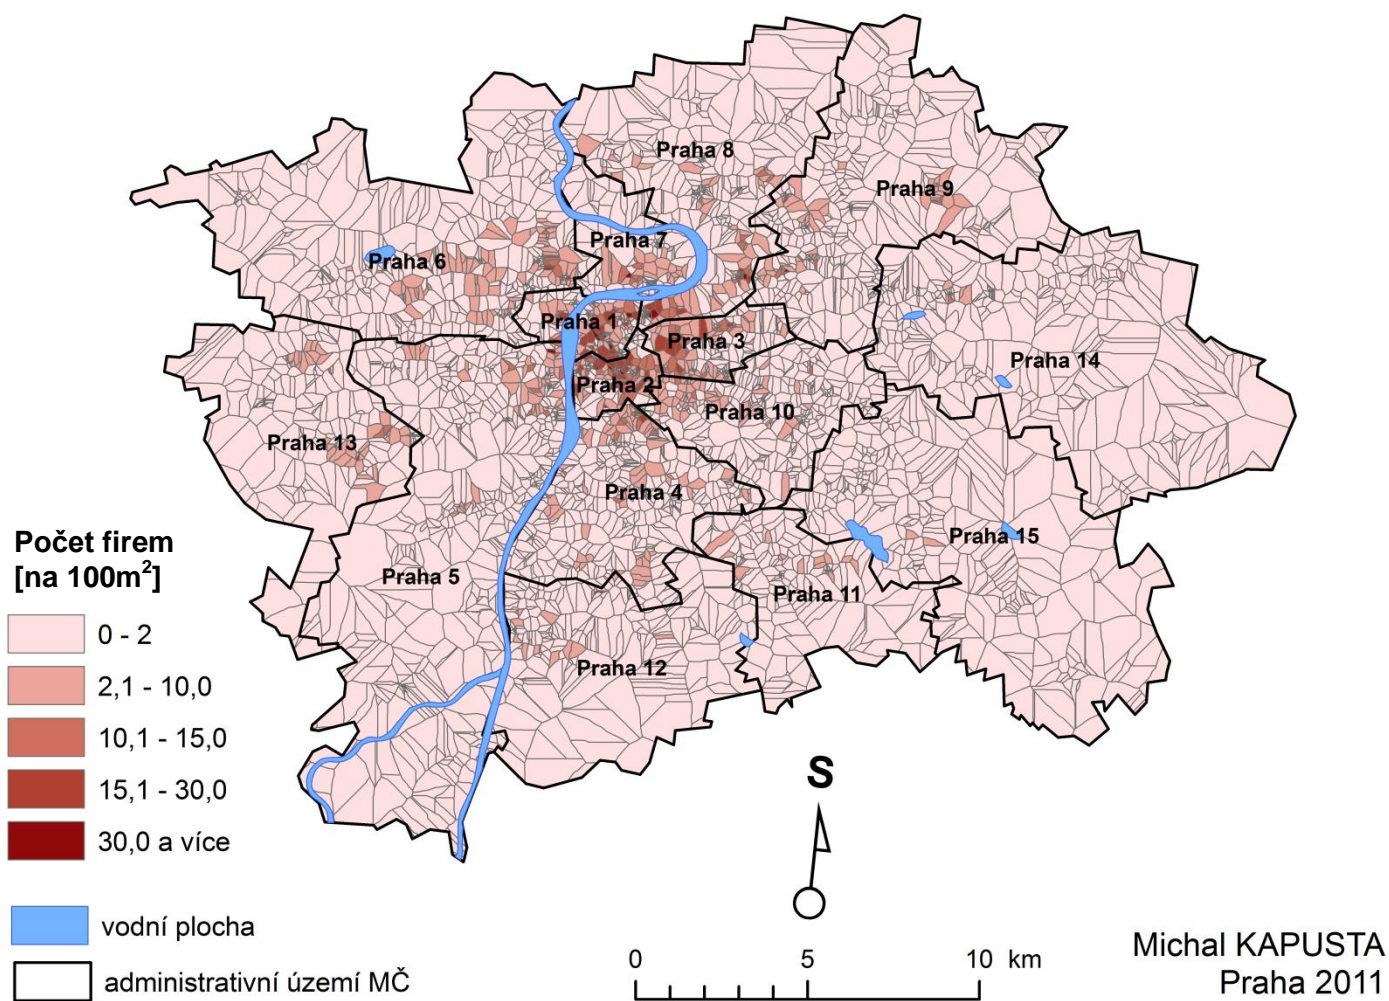 Praha 8
Praha 9
Praha 7
Praha 6
Praha 1
Praha 3
Praha 14
Praha 2
Praha 10
Praha 13
Praha 4
Praha 15
Praha 5
Praha 11
Praha 12
Počet firem
[na 100m²]
0 - 2
2,1 - 10,0
10,1 - 15,0
15,1 - 30,0
30,0 a více
vodní plocha
administrativní území MČ
S
0 5 10 km
Michal KAPUSTA
Praha 2011